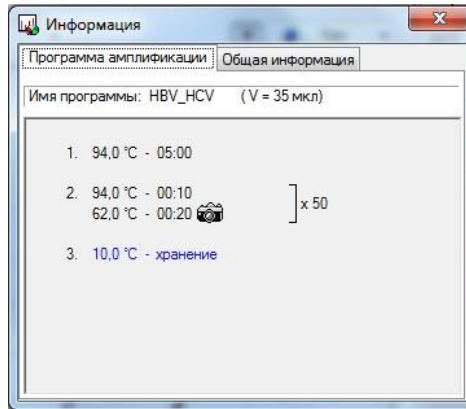 Информация
Программа амплификации Общая информация
Имя программы: HBV_HCV (V = 35 мкл)
1. 94,0 °C - 05:00
2. 94,0 °C - 00:10
62,0 °C - 00:20
x 50
3. 10,0 °C - хранение